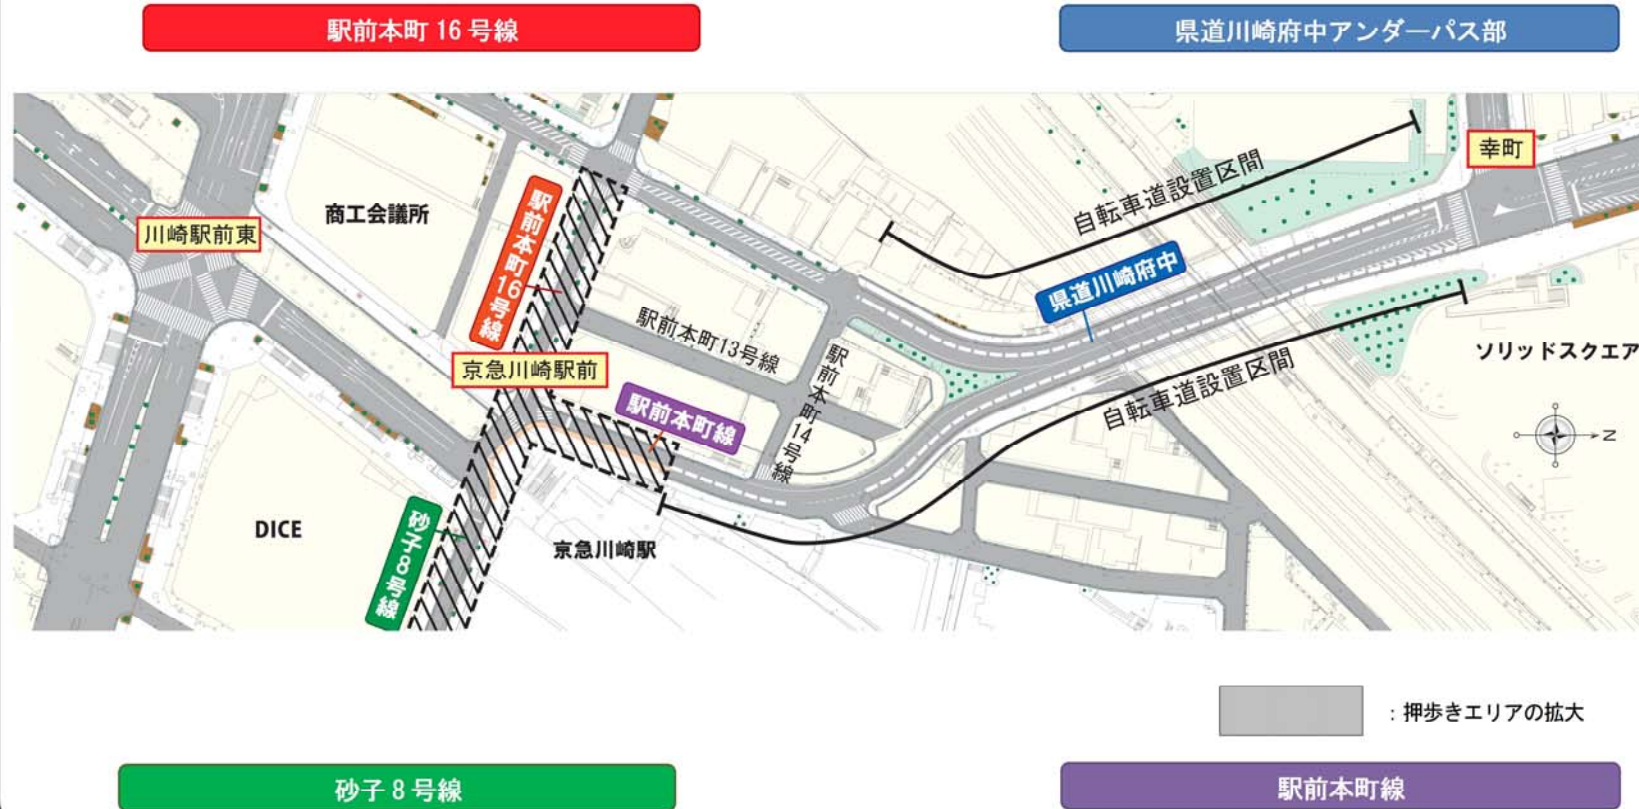 駅前本町 16 号線
県道川崎府中アンダーパス部
幸町
自転車道設置区間
川崎駅前東
商工会議所
駅前本町16号線
県道川崎府中
駅前本町13号線
駅前本町14号線
京急川崎駅前
駅前本町線
自転車道設置区間
ソリッドスクエア
N
DICE
砂子8号線
京急川崎駅
：押歩きエリアの拡大
砂子 8 号線
駅前本町線